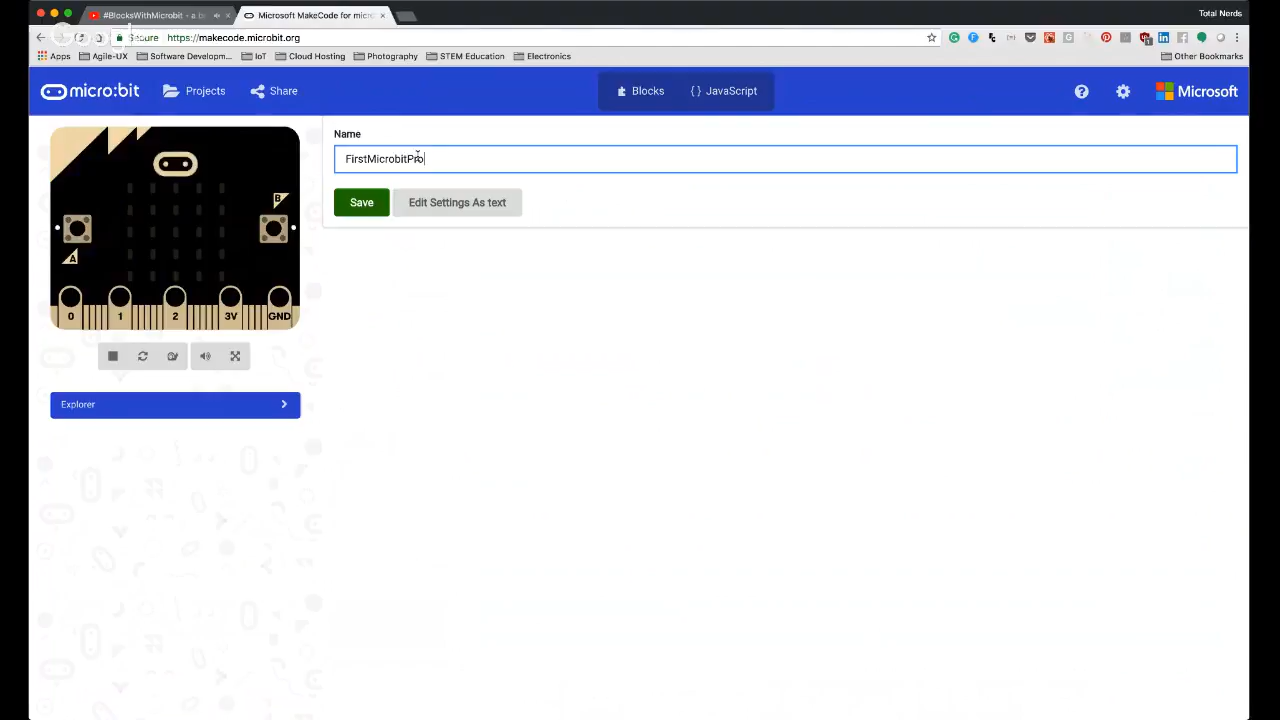 #BlocksWithMicrobit - a b
Microsoft MakeCode for micr
Total Nerds
Secure https://makecode.microbit.org
Apps Agile-UX Software Developm... IoT Cloud Hosting Photography STEM Education Electronics Other Bookmarks
micro:bit Projects Share Blocks {} JavaScript ? Microsoft
Name
FirstMicrobitPro
Save Edit Settings As text
B
A
0 1 2 3V GND
Explorer